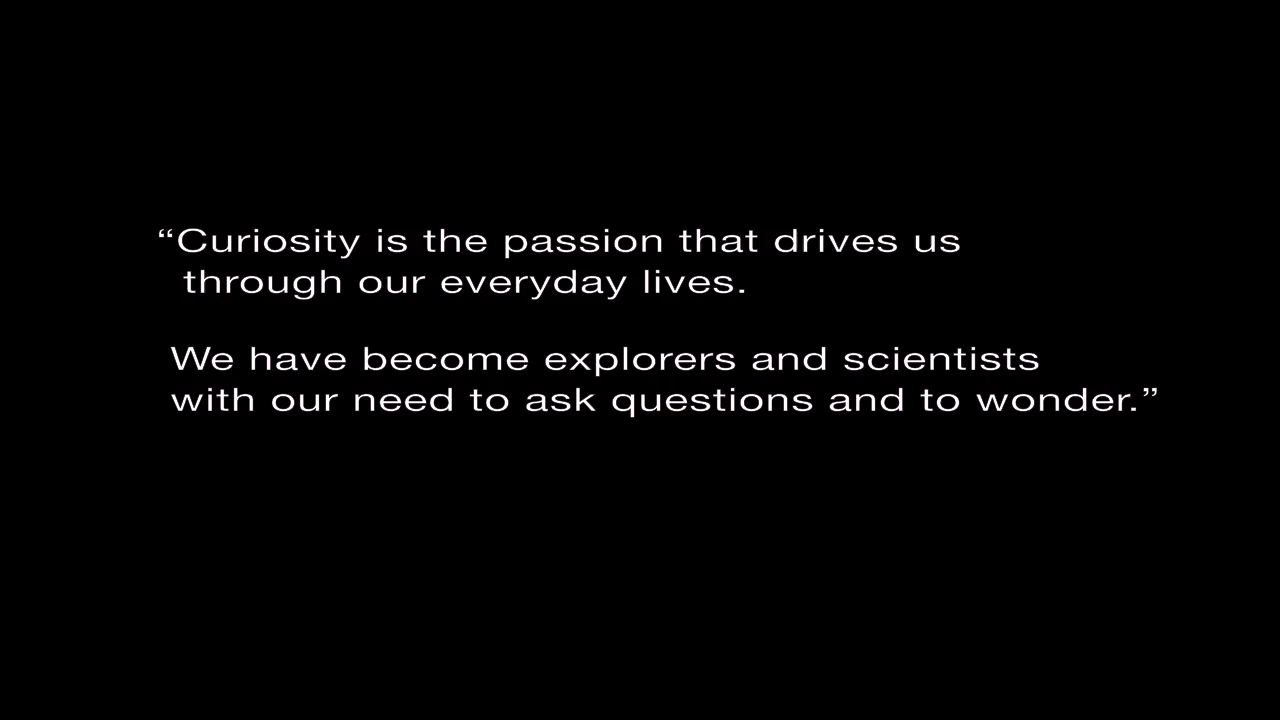 “Curiosity is the passion that drives us
through our everyday lives.
We have become explorers and scientists
with our need to ask questions and to wonder.”